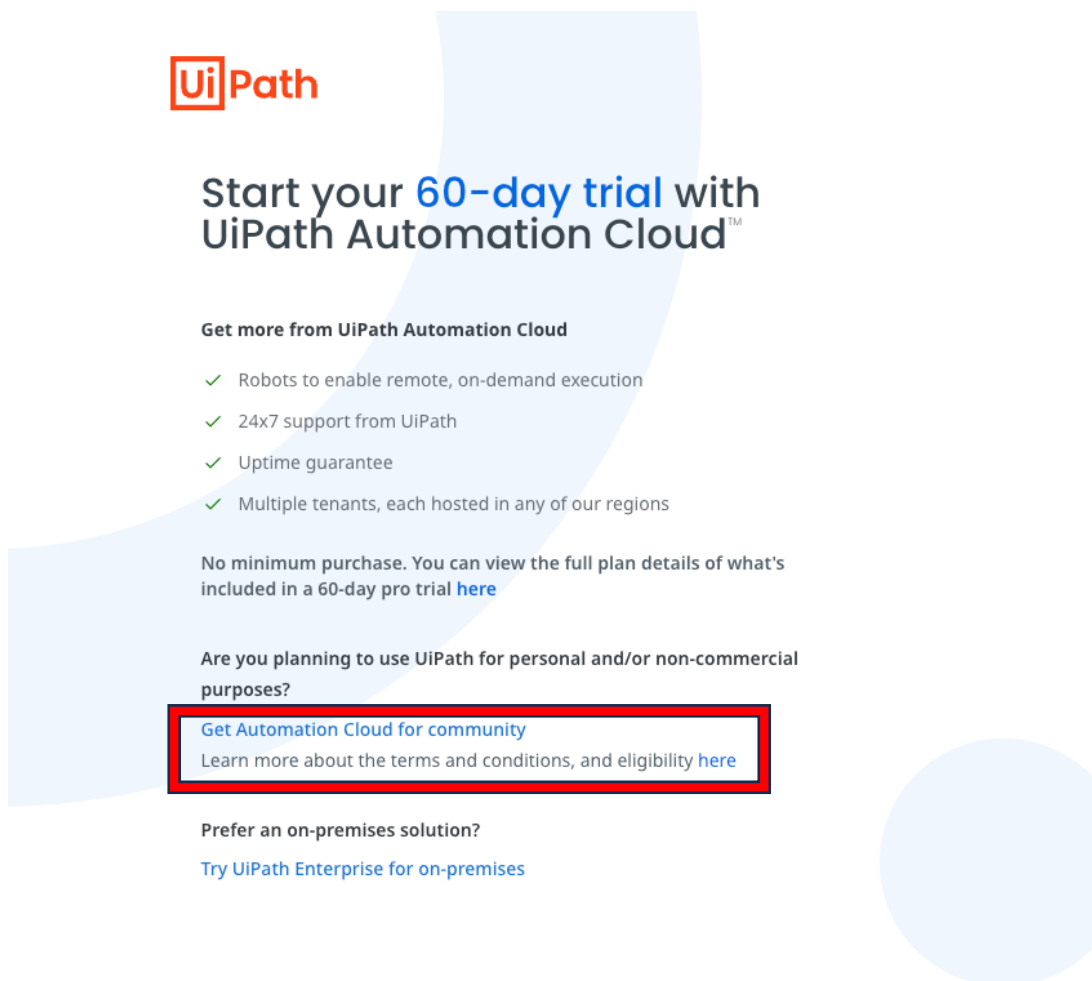 UiPath
Start your 60-day trial with
UiPath Automation Cloud™
Get more from UiPath Automation Cloud
Robots to enable remote, on-demand execution
24x7 support from UiPath
Uptime guarantee
Multiple tenants, each hosted in any of our regions
No minimum purchase. You can view the full plan details of what's
included in a 60-day pro trial here
Are you planning to use UiPath for personal and/or non-commercial
purposes?
Get Automation Cloud for community
Learn more about the terms and conditions, and eligibility here
Prefer an on-premises solution?
Try UiPath Enterprise for on-premises